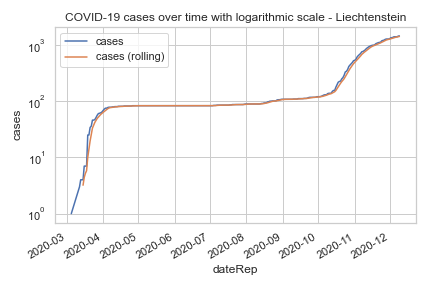 COVID-19 cases over time with logarithmic scale - Liechtenstein
cases
cases (rolling)
10³
10²
10¹
10⁰
cases
2020-03
2020-04
2020-05
2020-06
2020-07
2020-08
2020-09
2020-10
2020-11
2020-12
dateRep